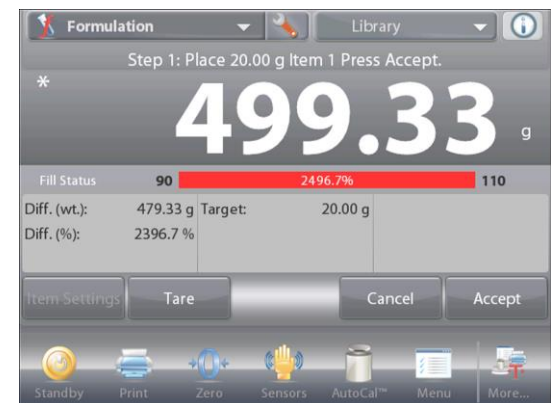 Formulation Library
Step 1: Place 20.00 g Item 1 Press Accept.
* 499.33 g
Fill Status 90 2496.7% 110
Diff. (wt.): 479.33 g Target: 20.00 g
Diff. (%): 2396.7 %
Item Settings Tare Cancel Accept
Standby Print Zero Sensors AutoCal™ Menu More...